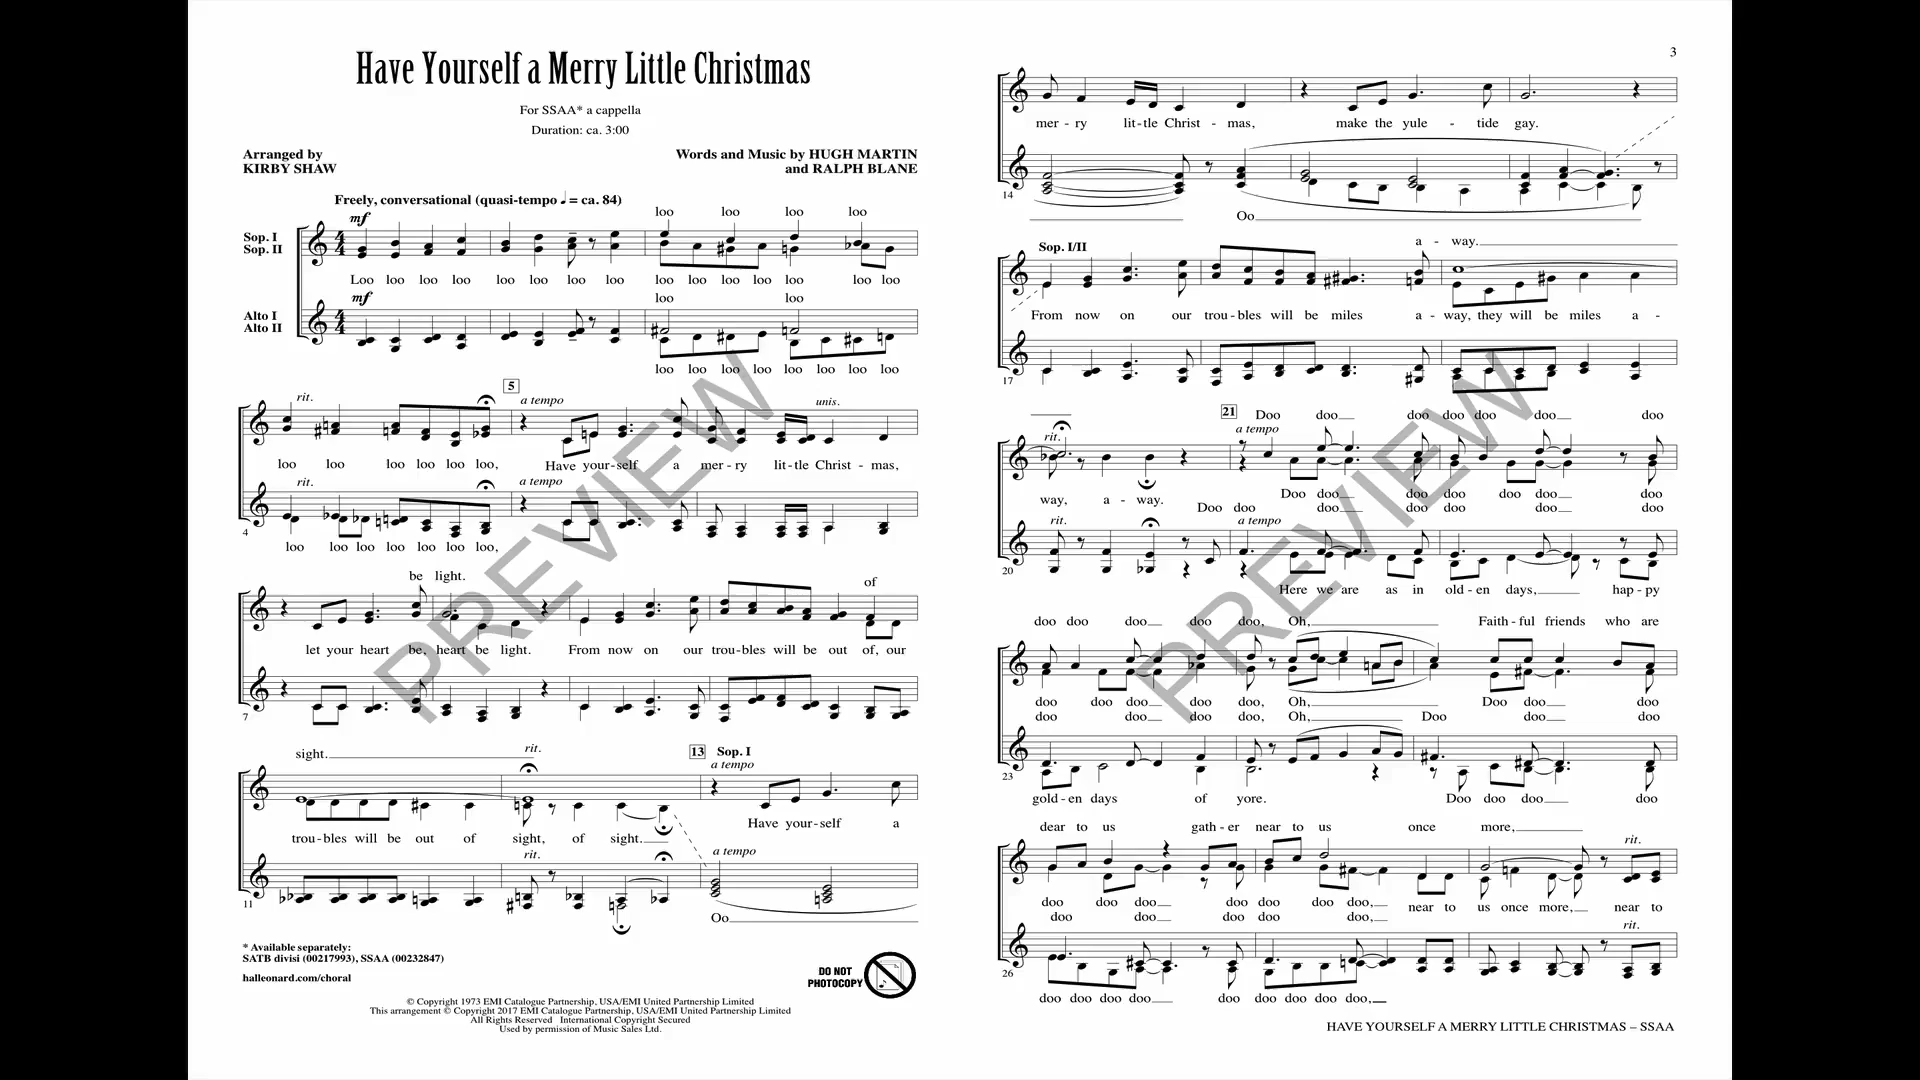 Have Yourself a Merry Little Christmas
For SSAA* a cappella
Duration: ca. 3:00
Arranged by
KIRBY SHAW
Words and Music by HUGH MARTIN
and RALPH BLANE
Freely, conversational (quasi-tempo ♩ = ca. 84)
mf
loo loo loo loo
Sop. I
Sop. II
4
4
Loo loo loo loo loo loo loo loo loo loo loo loo loo loo
mf
loo loo
Alto I
Alto II
4
4
loo loo loo loo loo loo loo loo
5
rit.
a tempo
unis.
loo loo loo loo loo loo, Have your-self a mer-ry lit-tle Christ-mas,
rit.
a tempo
4
loo loo loo loo loo loo loo,
be light.
of
let your heart be, heart be light. From now on our trou-bles will be out of, our
7
sight.
rit.
13
Sop. I
a tempo
Have your-self a
trou-bles will be out of sight, of sight.
rit.
a tempo
11
Oo
* Available separately:
SATB divisi (00217993), SSAA (00232847)
halleonard.com/choral
DO NOT
PHOTOCOPY
© Copyright 1973 EMI Catalogue Partnership, USA/EMI United Partnership Limited
This arrangement © Copyright 2017 EMI Catalogue Partnership, USA/EMI United Partnership Limited
All Rights Reserved International Copyright Secured
Used by permission of Music Sales Ltd.
PREVIEW
3
mer-ry lit-tle Christ-mas, make the yule-tide gay.
14
Oo
Sop. I/II
a-way.
From now on our trou-bles will be miles a-way, they will be miles a-
17
21
Doo doo doo doo doo doo doo
rit.
a tempo
way, a-way. Doo doo doo doo doo doo doo
Doo doo doo doo doo doo doo
rit.
a tempo
20
Here we are as in old-en days, hap-py
doo doo doo doo doo, Oh, Faith-ful friends who are
doo doo doo doo doo, Oh, Doo doo doo
doo doo doo doo, Oh, Doo doo doo
23
gold-en days of yore. Doo doo doo doo
dear to us gath-er near to us once more,
rit.
doo doo doo doo doo doo doo, near to us once more, near to
doo doo doo doo doo,
rit.
26
doo doo doo doo doo doo doo doo doo,
HAVE YOURSELF A MERRY LITTLE CHRISTMAS – SSAA
PREVIEW